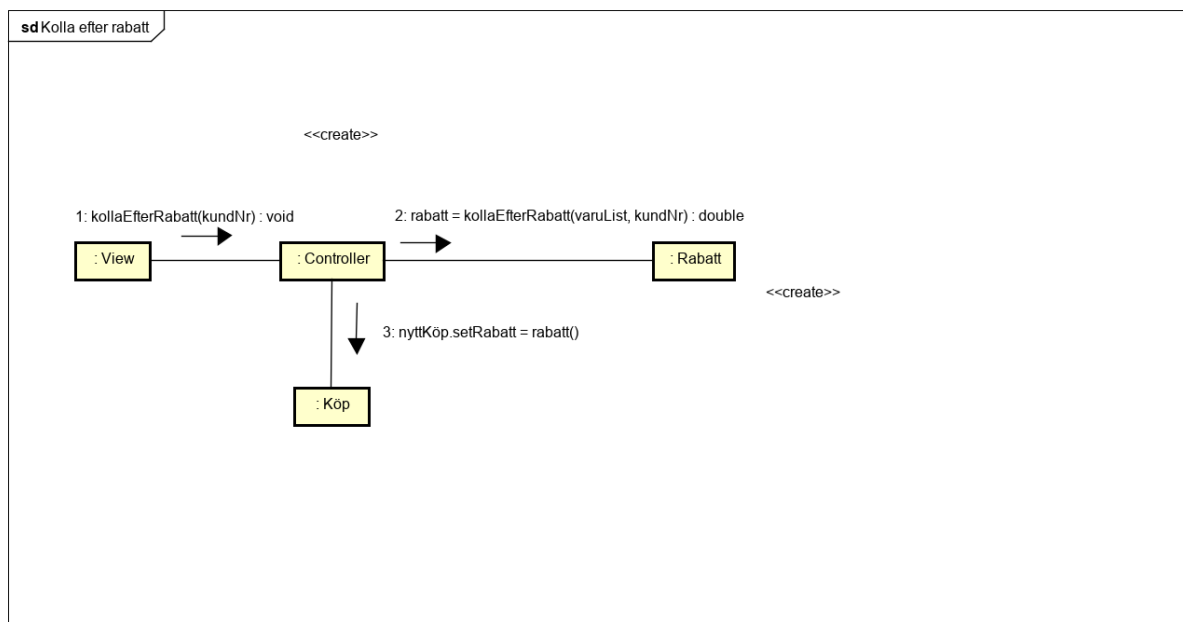 sd Kolla efter rabatt
<<create>>
1: kollaEfterRabatt(kundNr) : void
2: rabatt = kollaEfterRabatt(varuList, kundNr) : double
: View
: Controller
: Rabatt
<<create>>
3: nyttKöp.setRabatt = rabatt()
: Köp